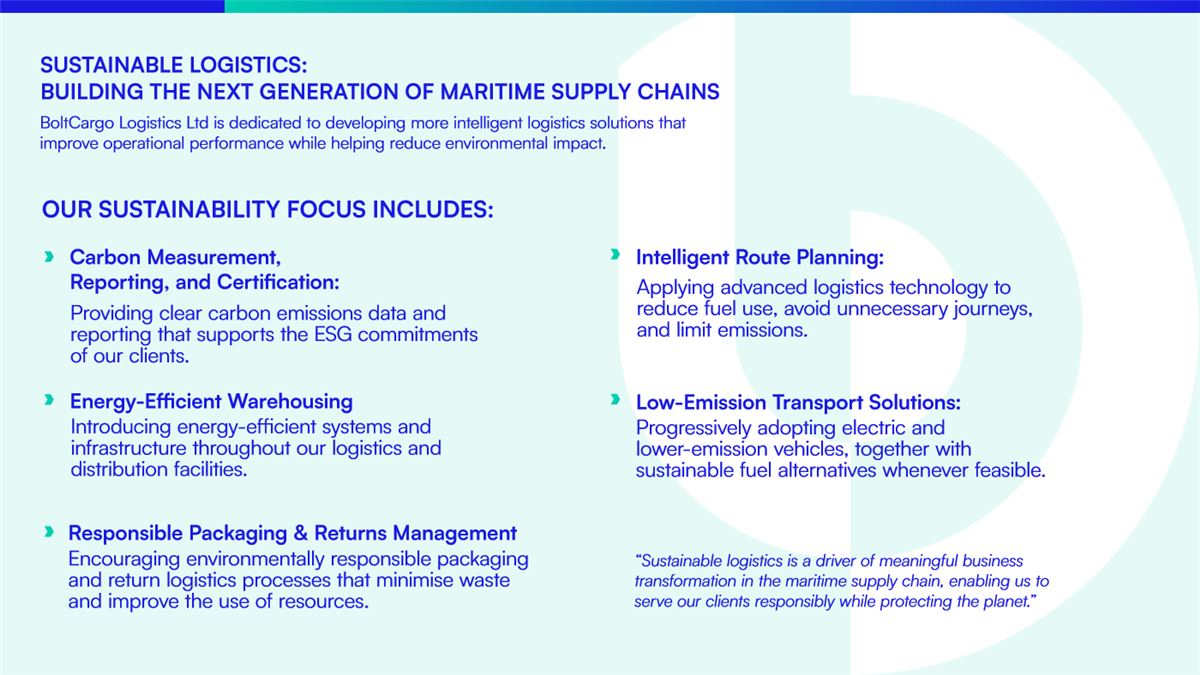 SUSTAINABLE LOGISTICS:
BUILDING THE NEXT GENERATION OF MARITIME SUPPLY CHAINS
BoltCargo Logistics Ltd is dedicated to developing more intelligent logistics solutions that
improve operational performance while helping reduce environmental impact.
OUR SUSTAINABILITY FOCUS INCLUDES:
Carbon Measurement,
Reporting, and Certification:
Providing clear carbon emissions data and
reporting that supports the ESG commitments
of our clients.
Energy-Efficient Warehousing
Introducing energy-efficient systems and
infrastructure throughout our logistics and
distribution facilities.
Responsible Packaging & Returns Management
Encouraging environmentally responsible packaging
and return logistics processes that minimise waste
and improve the use of resources.
Intelligent Route Planning:
Applying advanced logistics technology to
reduce fuel use, avoid unnecessary journeys,
and limit emissions.
Low-Emission Transport Solutions:
Progressively adopting electric and
lower-emission vehicles, together with
sustainable fuel alternatives whenever feasible.
“Sustainable logistics is a driver of meaningful business
transformation in the maritime supply chain, enabling us to
serve our clients responsibly while protecting the planet.”